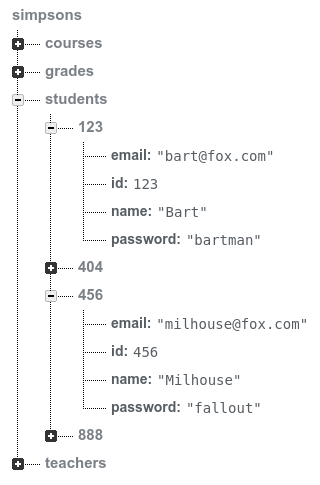 simpsons
courses
grades
students
123
email: "bart@fox.com"
id: 123
name: "Bart"
password: "bartman"
404
456
email: "milhouse@fox.com"
id: 456
name: "Milhouse"
password: "fallout"
888
teachers